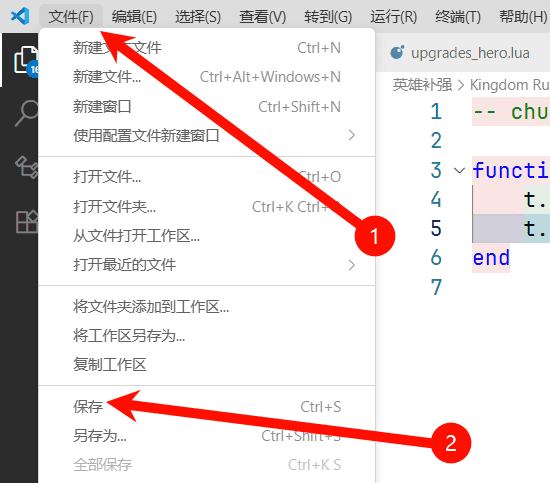 文件(F) 编辑(E) 选择(S) 查看(V) 转到(G) 运行(R) 终端(T) 帮助(H)
新建文本文件 Ctrl+N
新建文件... Ctrl+Alt+Windows+N
新建窗口 Ctrl+Shift+N
使用配置文件新建窗口
打开文件... Ctrl+O
打开文件夹... Ctrl+K Ctrl
从文件打开工作区...
打开最近的文件
将文件夹添加到工作区...
将工作区另存为...
复制工作区
保存 Ctrl+S
另存为... Ctrl+Shift+S
全部保存 Ctrl+K S
16
1
2
upgrades_hero.lua
英雄补强 > Kingdom Ru
1 -- chu
2
3 functi
4 t.
5 t.
6 end
7